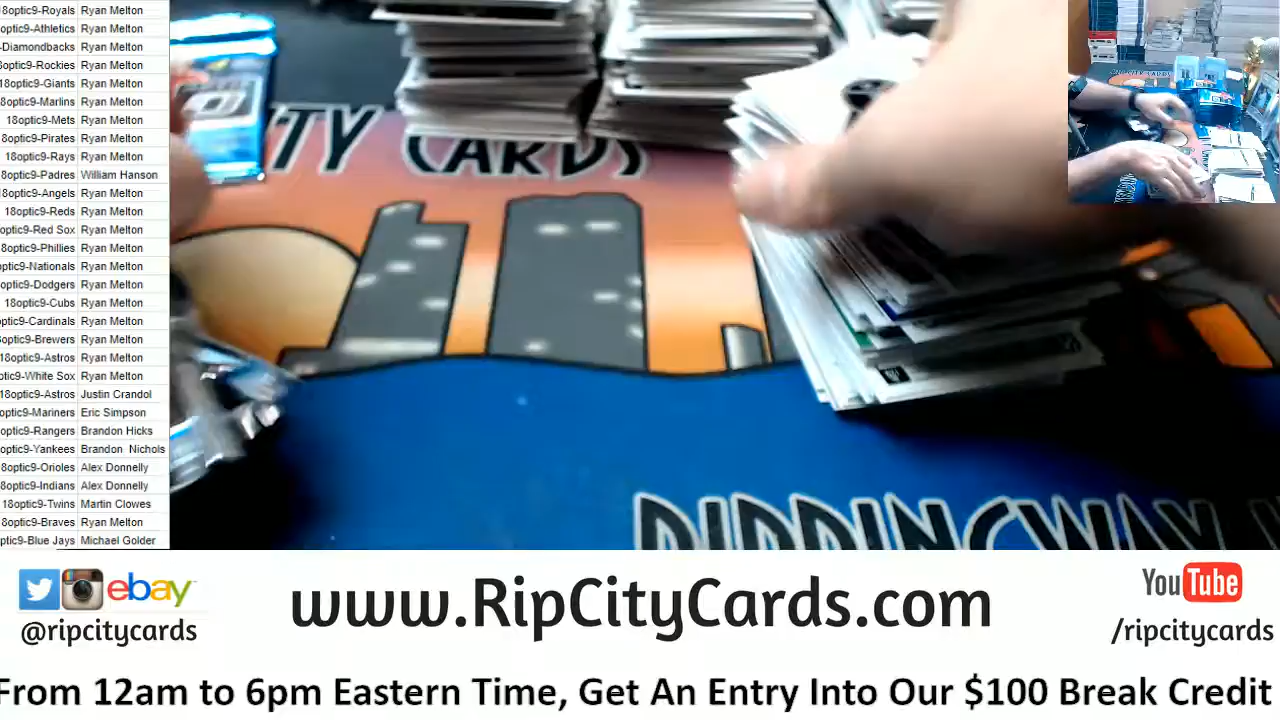 8optic9-Royals Ryan Melton
optic9-Athletics Ryan Melton
-Diamondbacks Ryan Melton
8optic9-Rockies Ryan Melton
18optic9-Giants Ryan Melton
8optic9-Marlins Ryan Melton
18optic9-Mets Ryan Melton
8optic9-Pirates Ryan Melton
18optic9-Rays Ryan Melton
8optic9-Padres William Hanson
18optic9-Angels Ryan Melton
18optic9-Reds Ryan Melton
optic9-Red Sox Ryan Melton
8optic9-Phillies Ryan Melton
optic9-Nationals Ryan Melton
optic9-Dodgers Ryan Melton
18optic9-Cubs Ryan Melton
optic9-Cardinals Ryan Melton
8optic9-Brewers Ryan Melton
18optic9-Astros Ryan Melton
ptic9-White Sox Ryan Melton
18optic9-Astros Justin Crandol
optic9-Mariners Eric Simpson
optic9-Rangers Brandon Hicks
optic9-Yankees Brandon Nichols
8optic9-Orioles Alex Donnelly
8optic9-Indians Alex Donnelly
18optic9-Twins Martin Clowes
8optic9-Braves Ryan Melton
ptic9-Blue Jays Michael Golder
ITY CARDS
ebay
@ripcitycards
www.RipCityCards.com
YouTube
/ripcitycards
From 12am to 6pm Eastern Time, Get An Entry Into Our $100 Break Credit